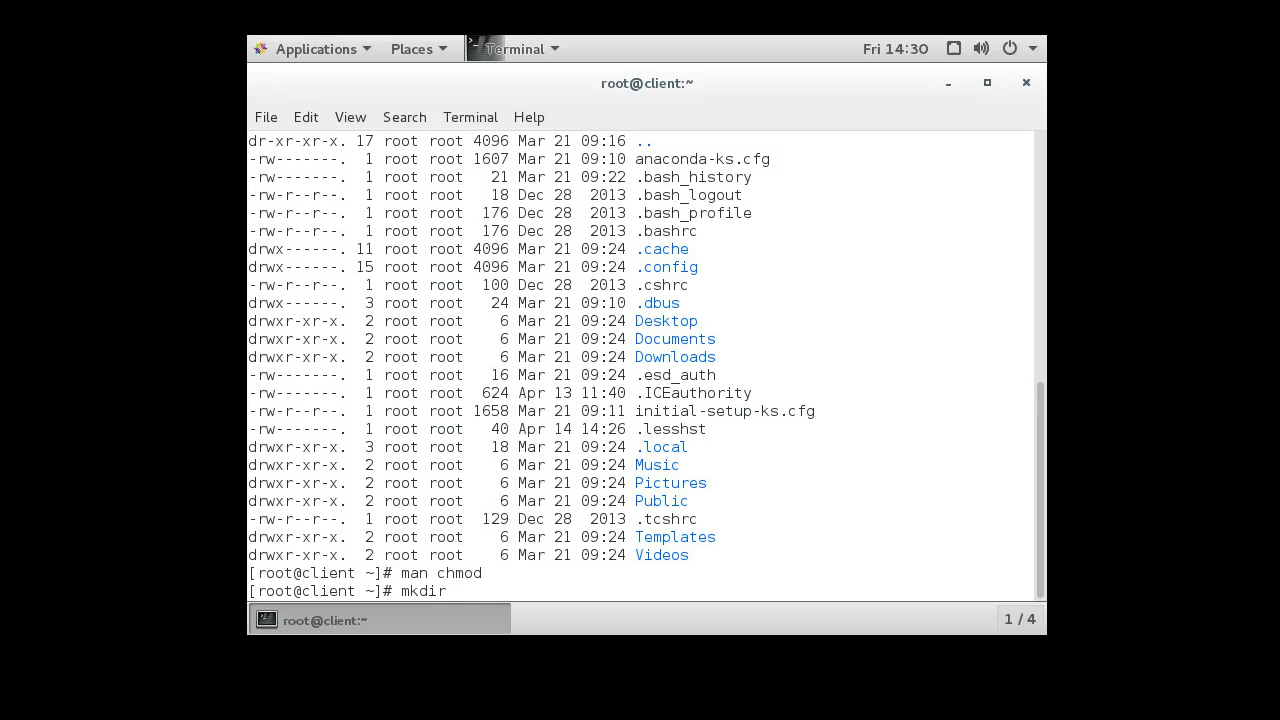 Applications Places Terminal Fri 14:30
root@client:~
File Edit View Search Terminal Help
dr-xr-xr-x. 17 root root 4096 Mar 21 09:16 ..
-rw-------. 1 root root 1607 Mar 21 09:10 anaconda-ks.cfg
-rw-------. 1 root root 21 Mar 21 09:22 .bash_history
-rw-r--r--. 1 root root 18 Dec 28 2013 .bash_logout
-rw-r--r--. 1 root root 176 Dec 28 2013 .bash_profile
-rw-r--r--. 1 root root 176 Dec 28 2013 .bashrc
drwx------. 11 root root 4096 Mar 21 09:24 .cache
drwx------. 15 root root 4096 Mar 21 09:24 .config
-rw-r--r--. 1 root root 100 Dec 28 2013 .cshrc
drwx------. 3 root root 24 Mar 21 09:10 .dbus
drwxr-xr-x. 2 root root 6 Mar 21 09:24 Desktop
drwxr-xr-x. 2 root root 6 Mar 21 09:24 Documents
drwxr-xr-x. 2 root root 6 Mar 21 09:24 Downloads
-rw-------. 1 root root 16 Mar 21 09:24 .esd_auth
-rw-------. 1 root root 624 Apr 13 11:40 .ICEauthority
-rw-r--r--. 1 root root 1658 Mar 21 09:11 initial-setup-ks.cfg
-rw-------. 1 root root 40 Apr 14 14:26 .lesshst
drwxr-xr-x. 3 root root 18 Mar 21 09:24 .local
drwxr-xr-x. 2 root root 6 Mar 21 09:24 Music
drwxr-xr-x. 2 root root 6 Mar 21 09:24 Pictures
drwxr-xr-x. 2 root root 6 Mar 21 09:24 Public
-rw-r--r--. 1 root root 129 Dec 28 2013 .tcshrc
drwxr-xr-x. 2 root root 6 Mar 21 09:24 Templates
drwxr-xr-x. 2 root root 6 Mar 21 09:24 Videos
[root@client ~]# man chmod
[root@client ~]# mkdir
root@client:~ 1 / 4